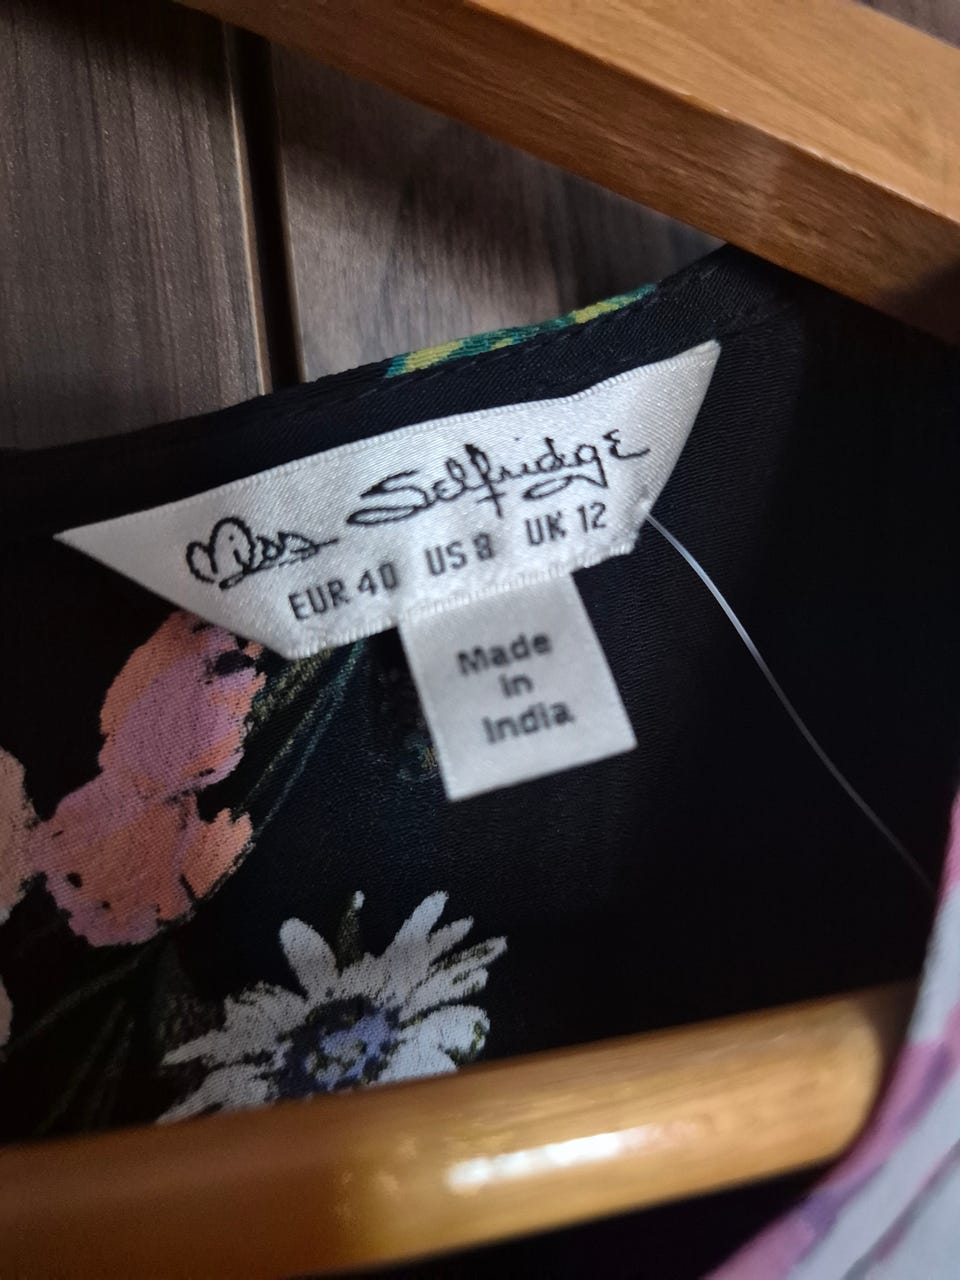 Miss Selfridge
EUR 40 US 8 UK 12
Made
in
India